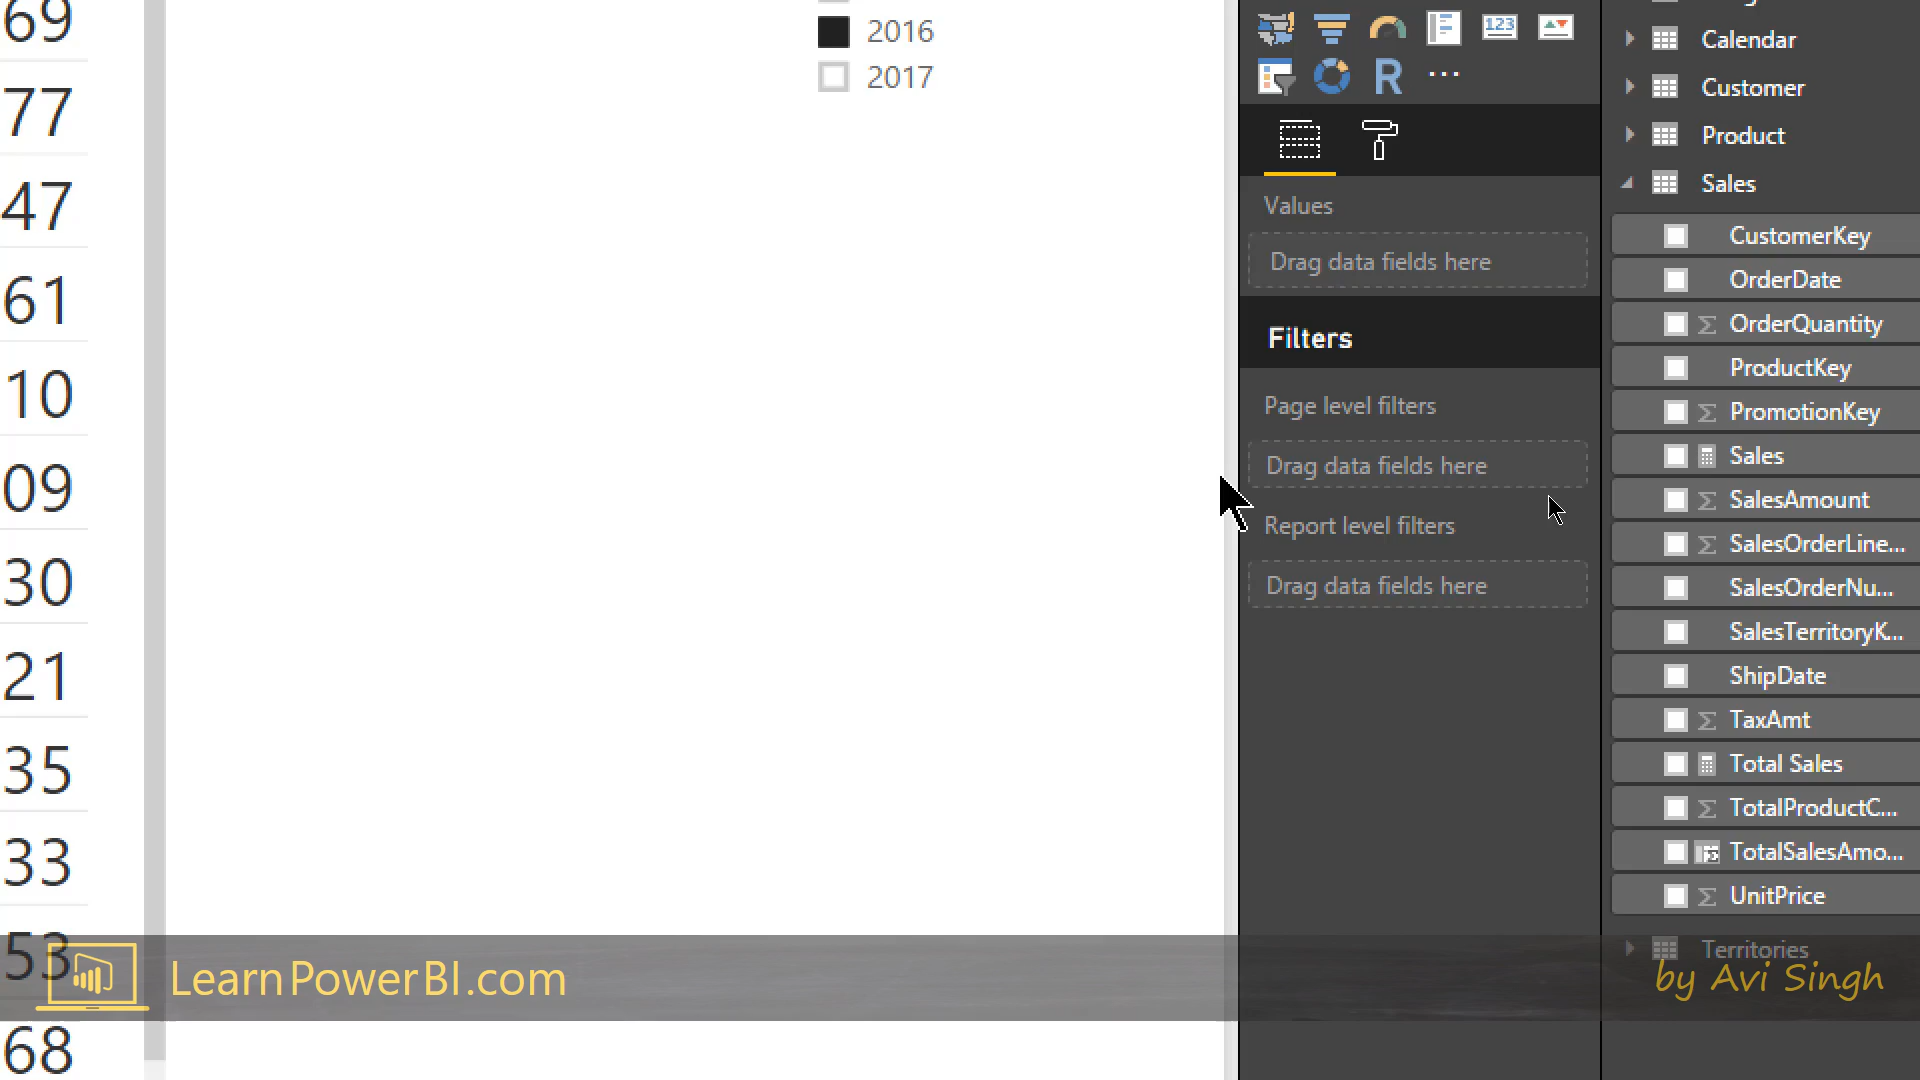 69
77
47
61
10
09
30
21
35
33
53
68
2016
2017
123
R
...
Values
Drag data fields here
Filters
Page level filters
Drag data fields here
Report level filters
Drag data fields here
Calendar
Customer
Product
Sales
CustomerKey
OrderDate
Σ OrderQuantity
ProductKey
Σ PromotionKey
Sales
Σ SalesAmount
Σ SalesOrderLine...
SalesOrderNu...
SalesTerritoryK...
ShipDate
Σ TaxAmt
Total Sales
Σ TotalProductC...
TotalSalesAmo...
Σ UnitPrice
Territories
LearnPowerBI.com
by Avi Singh